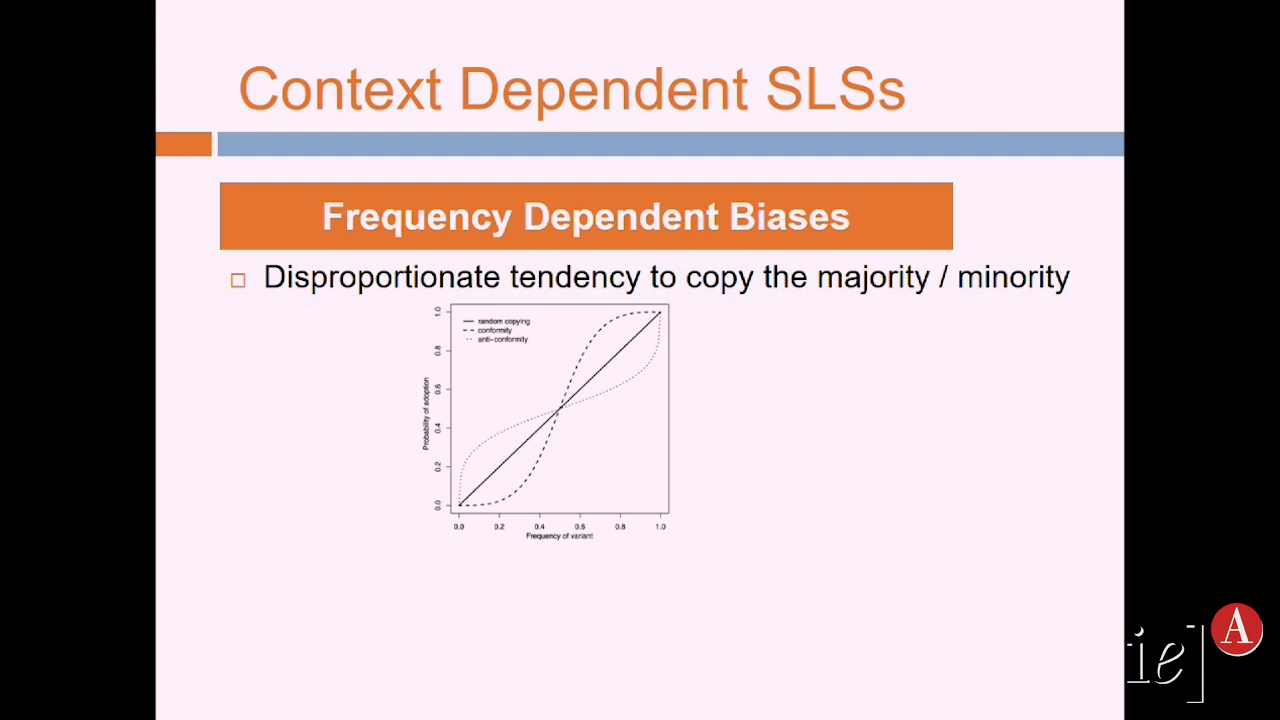 Context Dependent SLSs
Frequency Dependent Biases
Disproportionate tendency to copy the majority / minority
random copying
conformity
anti-conformity
Probability of adoption
1.0
0.8
0.6
0.4
0.2
0.0
0.0 0.2 0.4 0.6 0.8 1.0
Frequency of variant
ie]
A